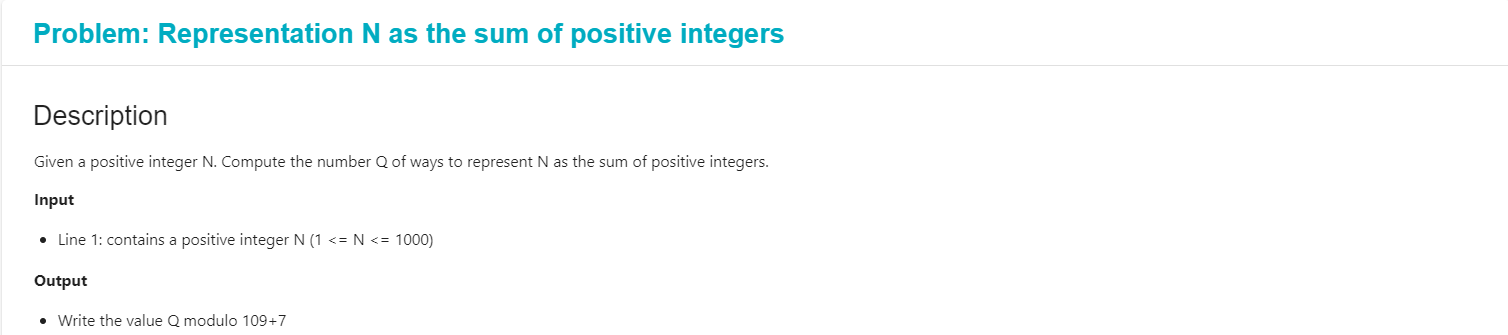 Problem: Representation N as the sum of positive integers
Description
Given a positive integer N. Compute the number Q of ways to represent N as the sum of positive integers.
Input
• Line 1: contains a positive integer N (1 <= N <= 1000)
Output
• Write the value Q modulo 109+7